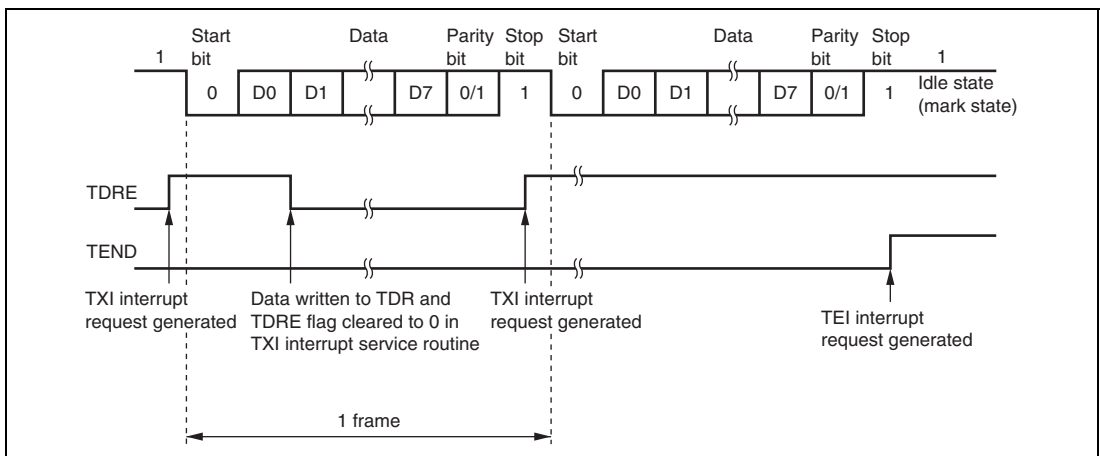 Start bit Data Parity bit Stop bit Start bit Data Parity bit Stop bit
1 1
0 D0 D1 D7 0/1 1 0 D0 D1 D7 0/1 1 Idle state (mark state)
TDRE
TEND
TXI interrupt request generated
Data written to TDR and TDRE flag cleared to 0 in TXI interrupt service routine
TXI interrupt request generated
TEI interrupt request generated
1 frame